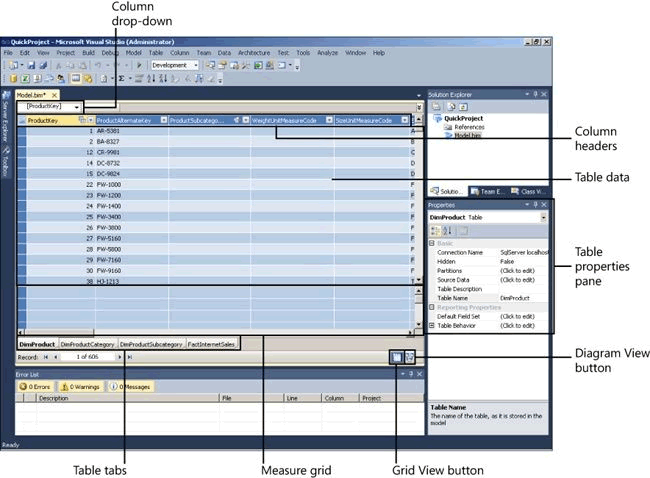 Column
drop-down
QuickProject - Microsoft Visual Studio (Administrator)
File Edit View Project Build Debug Model Table Column Team Data Architecture Test Tools Analyze Window Help
Development
Model.bim* ×
[ProductKey]
ProductKey ProductAlternateKey ProductSubcatego... WeightUnitMeasureCode SizeUnitMeasureCode
1 AR-5381
2 BA-8327
12 CR-9981
14 DC-8732
15 DC-9824
22 FW-1000
23 FW-1200
24 FW-1400
25 FW-3400
26 FW-3800
27 FW-5160
28 FW-5800
29 FW-7160
30 FW-9160
38 HJ-1213
DimProduct DimProductCategory DimProductSubcategory FactInternetSales
Record: 1 of 606
Server Explorer
Toolbox
Solution Explorer
QuickProject
References
Model.bim
Solutio... Team E... Class Vi...
Properties
DimProduct Table
Basic
Connection Name SqlServer localhost
Hidden False
Partitions (Click to edit)
Source Data (Click to edit)
Table Description
Table Name DimProduct
Reporting Properties
Default Field Set (Click to edit)
Table Behavior (Click to edit)
Table Name
The name of the table, as it is stored in the
model
Error List
0 Errors 0 Warnings 0 Messages
Description File Line Column Project
Ready
Column
headers
Table data
Table
properties
pane
Diagram View
button
Table tabs
Measure grid
Grid View button